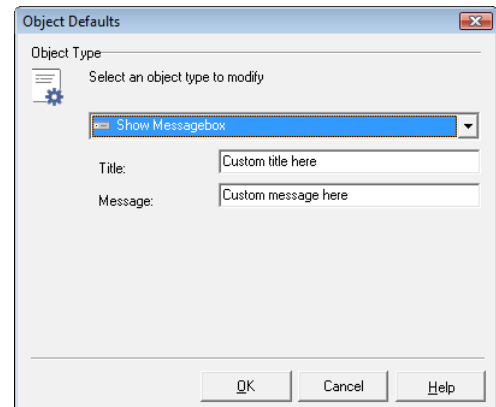 Object Defaults
Object Type
Select an object type to modify
Show Messagebox
Title: Custom title here
Message: Custom message here
OK Cancel Help